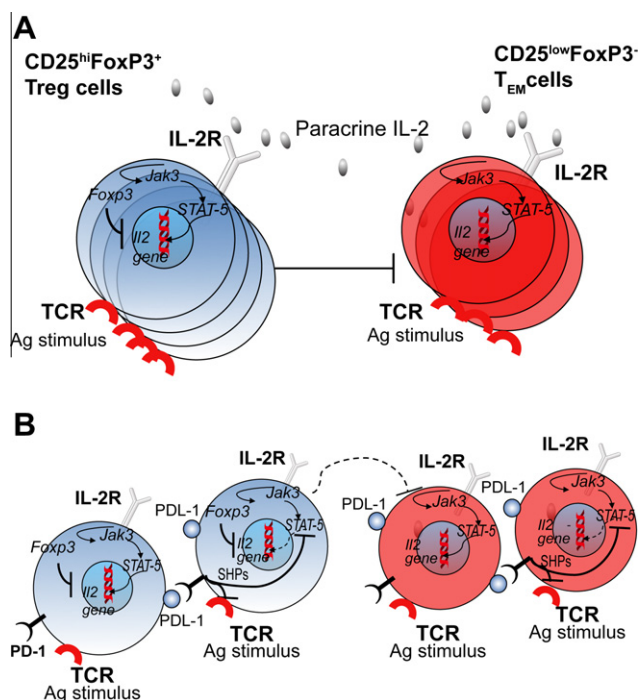 A
CD25hiFoxP3+
Treg cells
CD25lowFoxP3-
TEMcells
IL-2R
Paracrine IL-2
IL-2R
Jak3
Foxp3
STAT-5
Il2
gene
TCR
Ag stimulus
Jak3
STAT-5
Il2
gene
TCR
Ag stimulus
B
IL-2R
Jak3
Foxp3
STAT-5
Il2
gene
PD-1
TCR
Ag stimulus
IL-2R
PDL-1
Jak3
Foxp3
STAT-5
Il2
gene
SHPs
PDL-1
TCR
Ag stimulus
IL-2R
PDL-1
Jak3
STAT-5
Il2
gene
TCR
Ag stimulus
IL-2R
PDL-1
Jak3
STAT-5
Il2
gene
SHPs
TCR
Ag stimulus